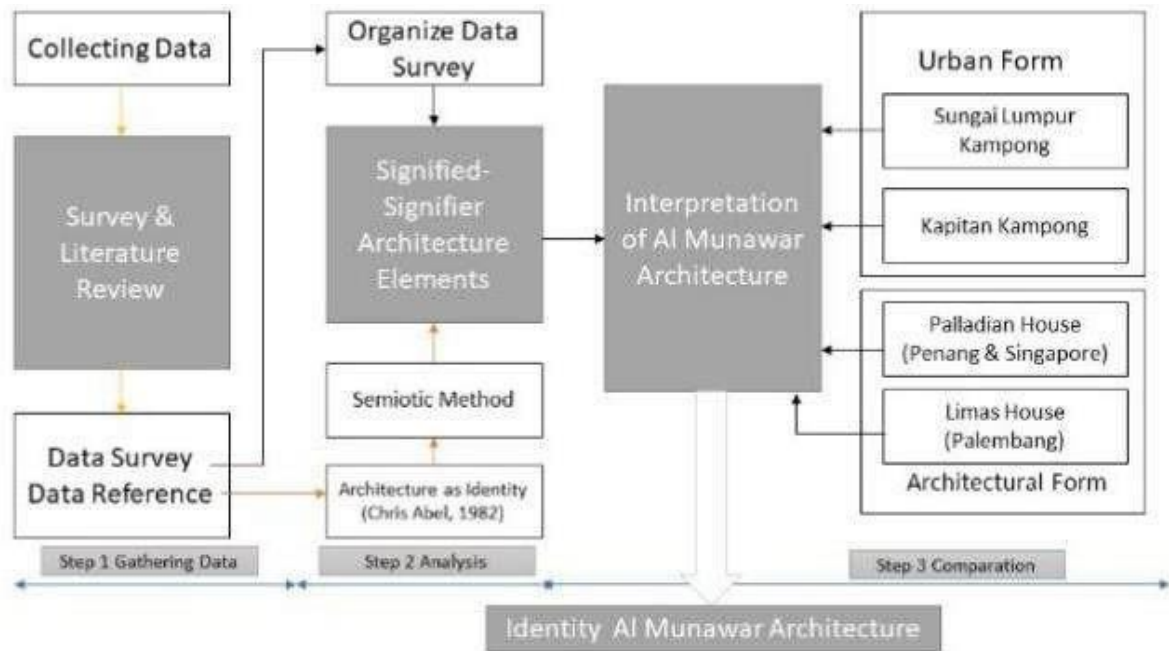 Collecting Data
Survey &
Literature
Review
Data Survey
Data Reference
Organize Data
Survey
Signified-
Signifier
Architecture
Elements
Semiotic Method
Architecture as Identity
(Chris Abel, 1982)
Interpretation
of Al Munawar
Architecture
Urban Form
Sungai Lumpur
Kampong
Kapitan Kampong
Palladian House
(Penang & Singapore)
Limas House
(Palembang)
Architectural Form
Step 1 Gathering Data
Step 2 Analysis
Step 3 Comparation
Identity Al Munawar Architecture